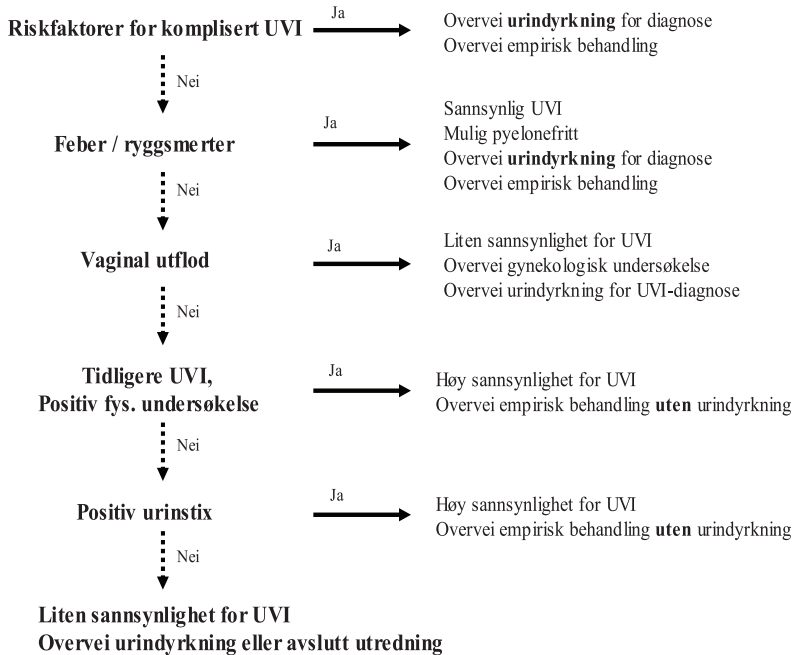 Riskfaktorer for komplisert UVI
Ja
Overvei urindyrkning for diagnose
Overvei empirisk behandling
Nei
Feber / ryggsmerter
Ja
Sannsynlig UVI
Mulig pyelonefritt
Overvei urindyrkning for diagnose
Overvei empirisk behandling
Nei
Vaginal utflod
Ja
Liten sannsynlighet for UVI
Overvei gynekologisk undersøkelse
Overvei urindyrkning for UVI-diagnose
Nei
Tidligere UVI,
Positiv fys. undersøkelse
Ja
Høy sannsynlighet for UVI
Overvei empirisk behandling uten urindyrkning
Nei
Positiv urinstix
Ja
Høy sannsynlighet for UVI
Overvei empirisk behandling uten urindyrkning
Nei
Liten sannsynlighet for UVI
Overvei urindyrkning eller avslutt utredning